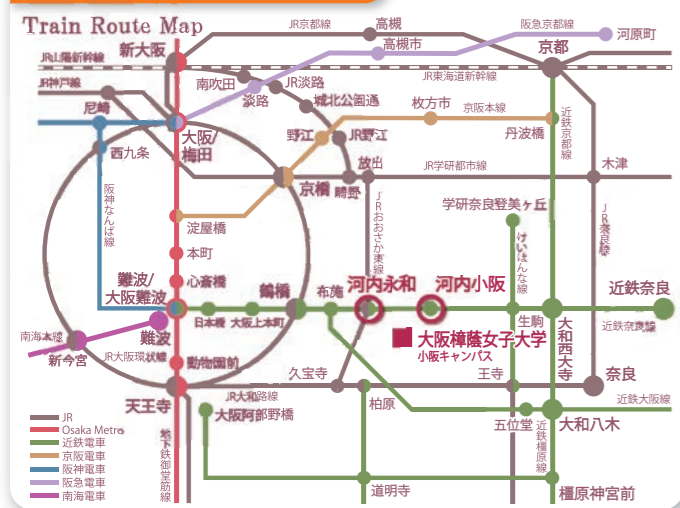 Train Route Map
JR京都線
高槻
阪急京都線
河原町
新大阪
高槻市
京都
JR山陽新幹線
JR東海道新幹線
南吹田
JR淡路
JR神戸線
淡路
城北公園通
枚方市
京阪本線
近鉄京都線
尼崎
野江
JR野江
丹波橋
大阪/
梅田
西九条
放出
JR学研都市線
木津
京橋
鴫野
阪神なんば線
JRおおさか東線
学研奈良登美ヶ丘
JR奈良線
淀屋橋
けいはんな線
本町
心斎橋
難波/
大阪難波
鶴橋
布施
河内永和
河内小阪
近鉄奈良
日本橋
大阪上本町
生駒
近鉄奈良線
南海本線
難波
大阪樟蔭女子大学
小阪キャンパス
大和西大寺
新今宮
JR大阪環状線
動物園前
久宝寺
王寺
奈良
天王寺
JR大和路線
柏原
近鉄大阪線
大阪阿部野橋
五位堂
大和八木
地下鉄御堂筋線
近鉄橿原線
道明寺
橿原神宮前
JR
Osaka Metro
近鉄電車
京阪電車
阪神電車
阪急電車
南海電車